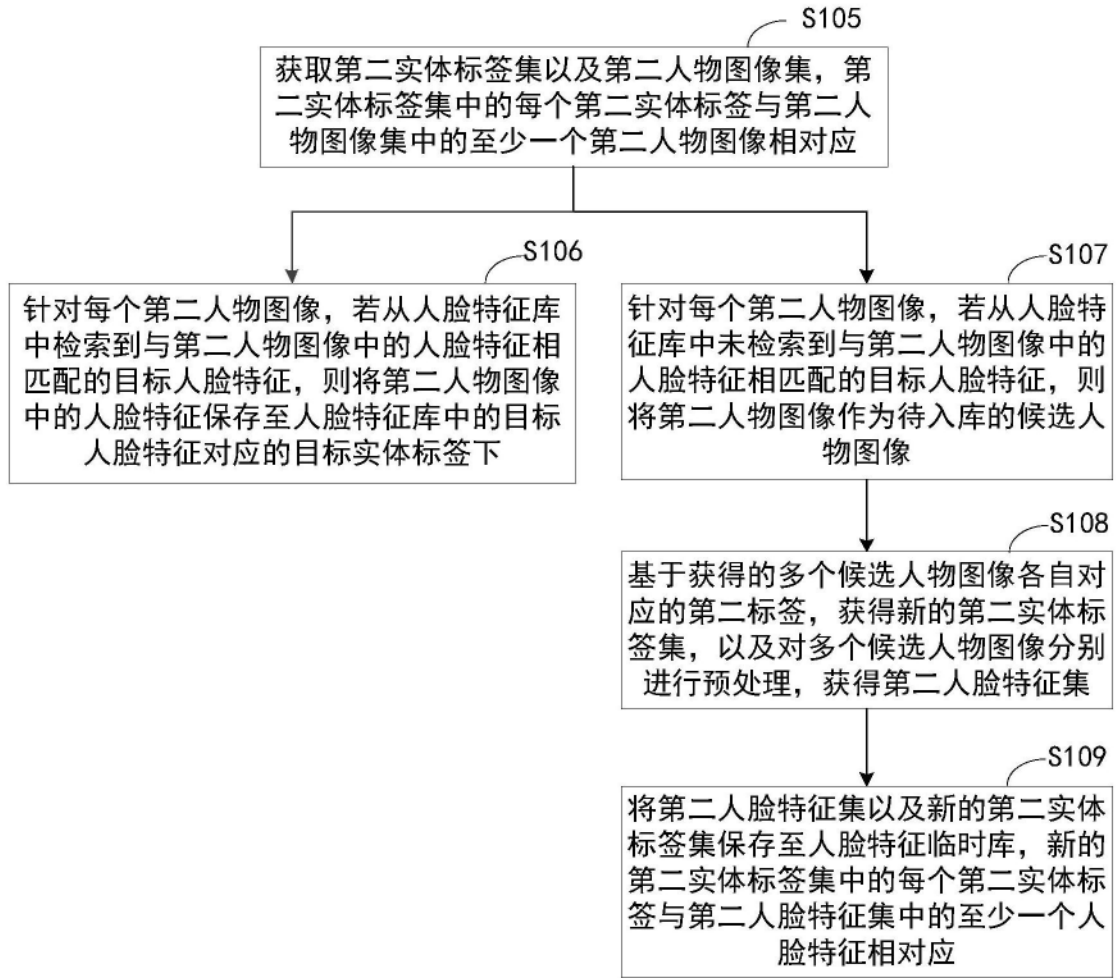 S105
获取第二实体标签集以及第二人物图像集，第
二实体标签集中的每个第二实体标签与第二人
物图像集中的至少一个第二人物图像相对应
S106
针对每个第二人物图像，若从人脸特征库
中检索到与第二人物图像中的人脸特征相
匹配的目标人脸特征，则将第二人物图像
中的人脸特征保存至人脸特征库中的目标
人脸特征对应的目标实体标签下
S107
针对每个第二人物图像，若从人脸特
征库中未检索到与第二人物图像中的
人脸特征相匹配的目标人脸特征，则
将第二人物图像作为待入库的候选人
物图像
S108
基于获得的多个候选人物图像各自对
应的第二标签，获得新的第二实体标
签集，以及对多个候选人物图像分别
进行预处理，获得第二人脸特征集
S109
将第二人脸特征集以及新的第二实体
标签集保存至人脸特征临时库，新的
第二实体标签集中的每个第二实体标
签与第二人脸特征集中的至少一个人
脸特征相对应